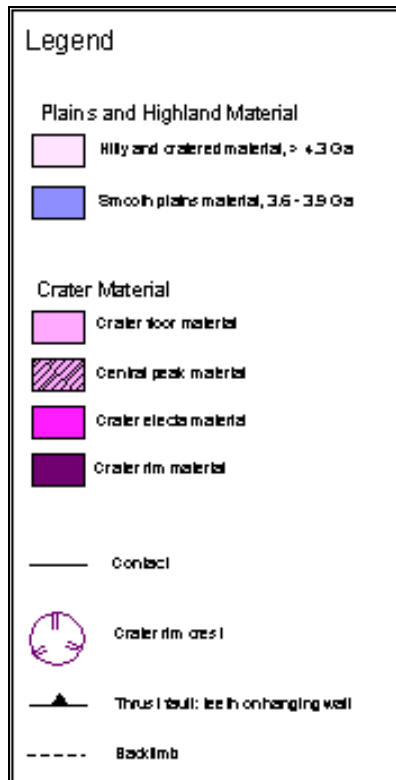 Legend
Plains and Highland Material
Hilly and cratered material, > 4.3 Ga
Smooth plains material, 3.6 - 3.9 Ga
Crater Material
Crater floor material
Central peak material
Crater ejecta material
Crater rim material
Contact
Crater rim crest
Thrust fault: teeth on hanging wall
Backlimb